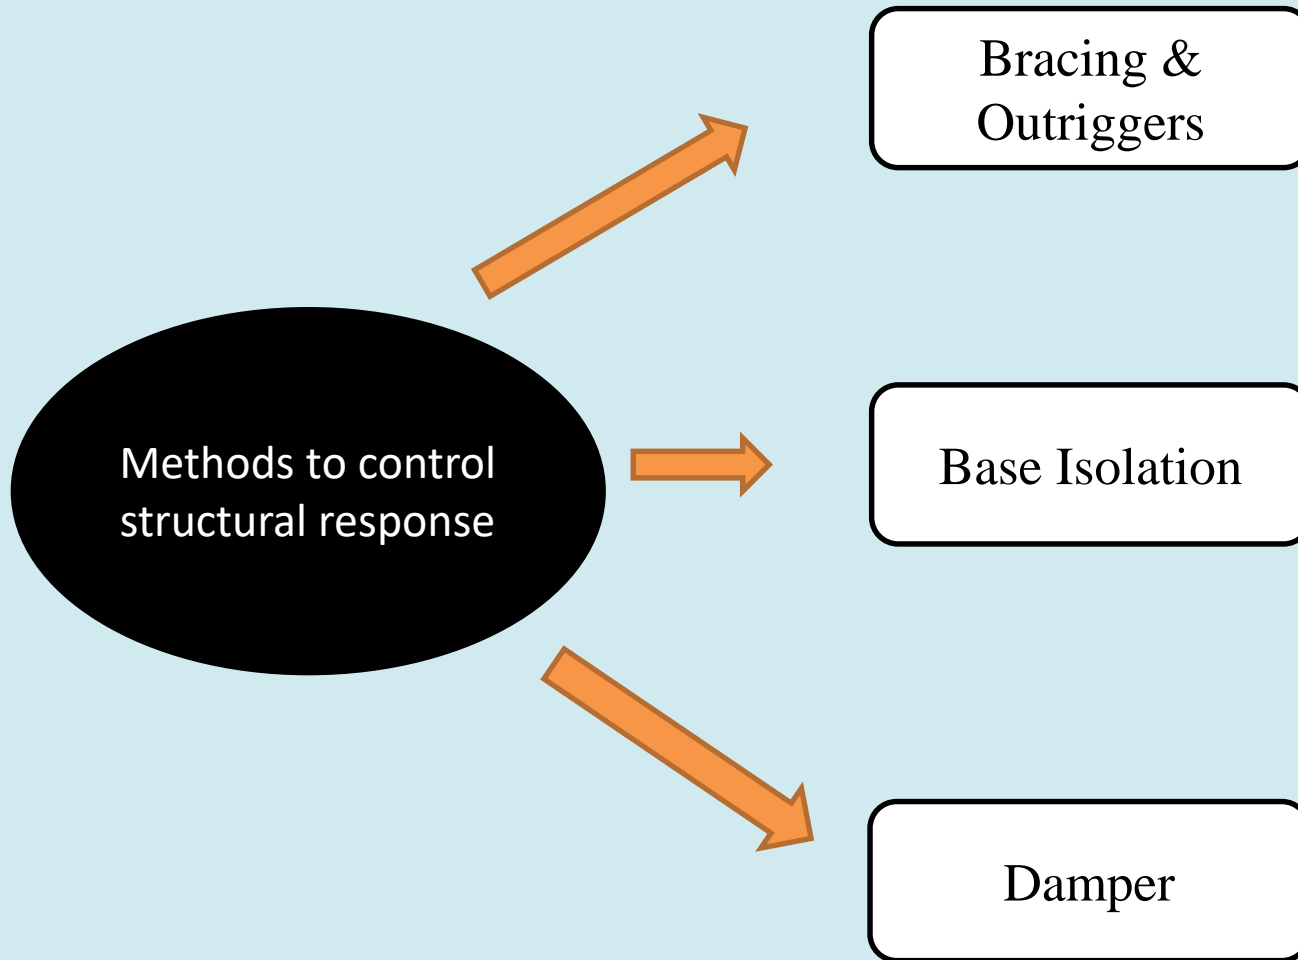 Bracing &
Outriggers
Methods to control
structural response
Base Isolation
Damper